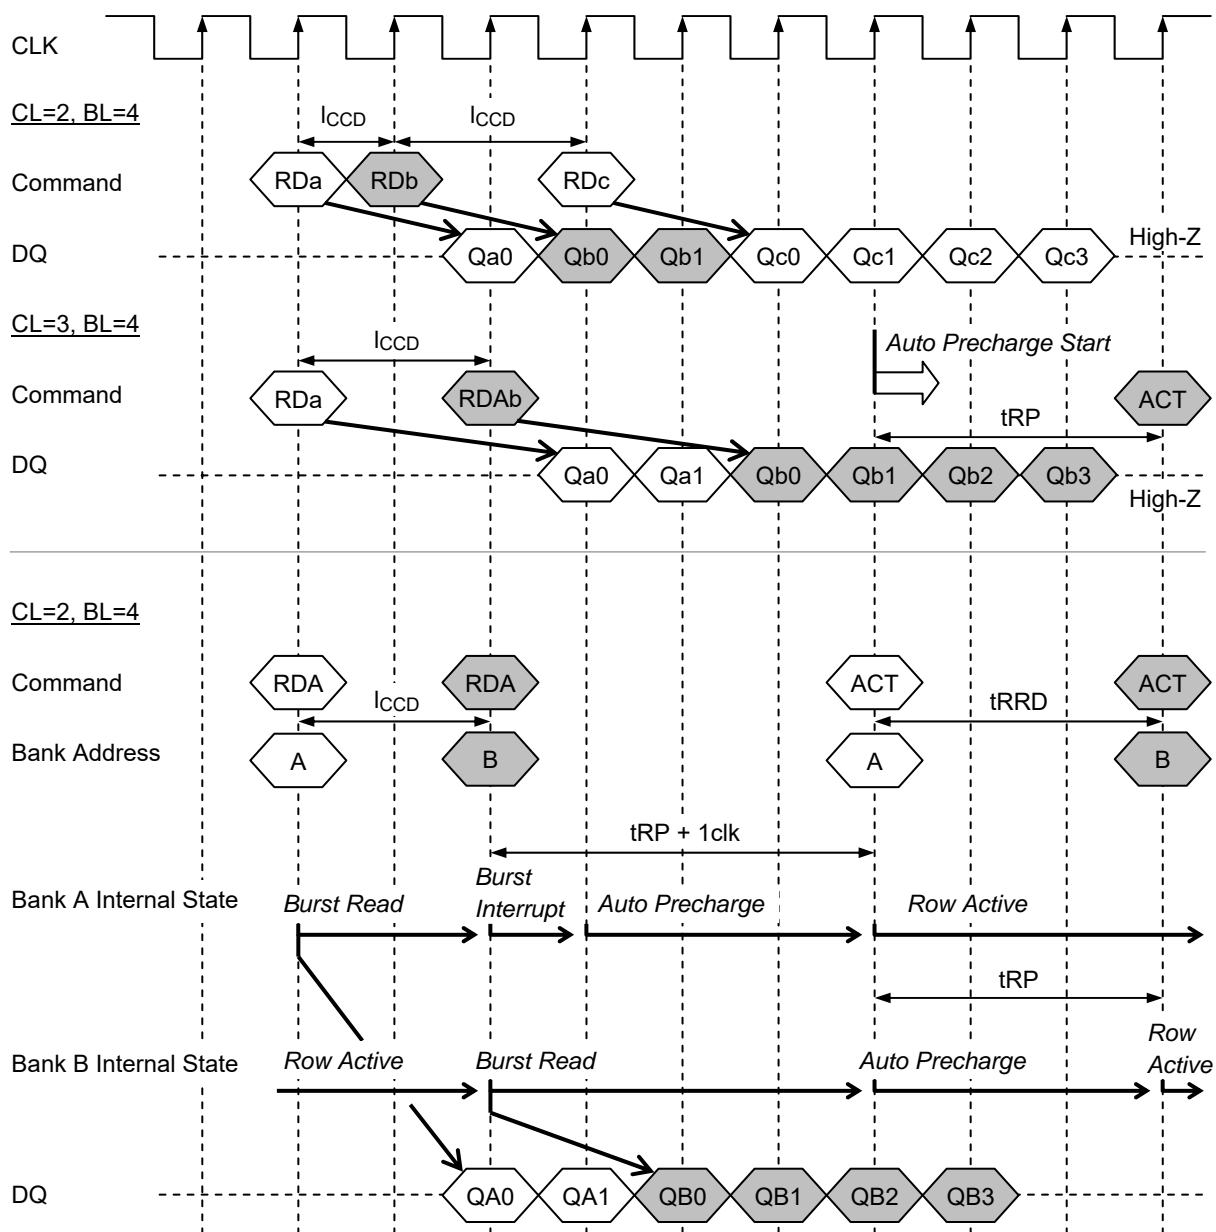 CLK
CL=2, BL=4
lCCD lCCD
Command RDa RDb RDc
DQ Qa0 Qb0 Qb1 Qc0 Qc1 Qc2 Qc3 High-Z
CL=3, BL=4
lCCD Auto Precharge Start
Command RDa RDAb ACT
tRP
DQ Qa0 Qa1 Qb0 Qb1 Qb2 Qb3 High-Z
CL=2, BL=4
Command RDA RDA ACT ACT
lCCD tRRD
Bank Address A B A B
tRP + 1clk
Bank A Internal State Burst Read Burst Interrupt Auto Precharge Row Active
tRP
Bank B Internal State Row Active Burst Read Auto Precharge Row Active
DQ QA0 QA1 QB0 QB1 QB2 QB3